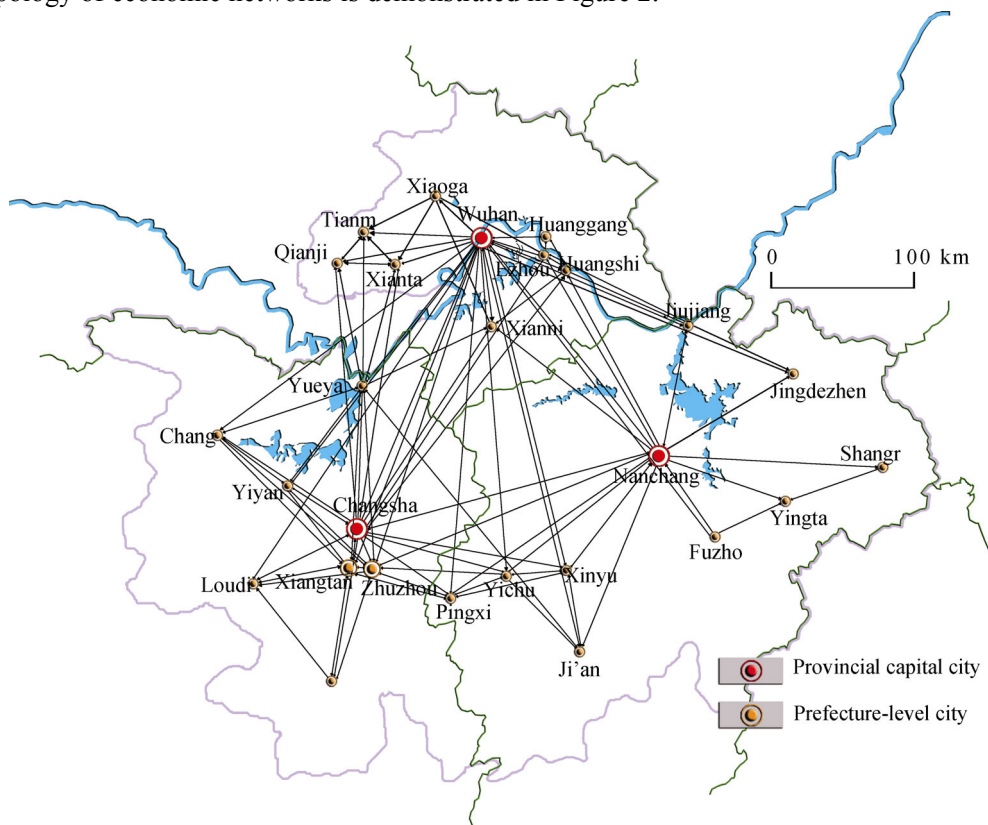 pology of economic networks is demonstrated in Figure 2.
Xiaoga
Wuhan
Tianm
Huanggang
Qianji
Xianta
Ezhou
Huangshi
0 100 km
Jiujiang
Xianni
Yueya
Jingdezhen
Chang
Shangr
Nanchang
Yiyan
Changsha
Yingta
Fuzho
Loudi
Xiangtan
Zhuzhou
Yichu
Xinyu
Pingxi
Ji'an
Provincial capital city
Prefecture-level city